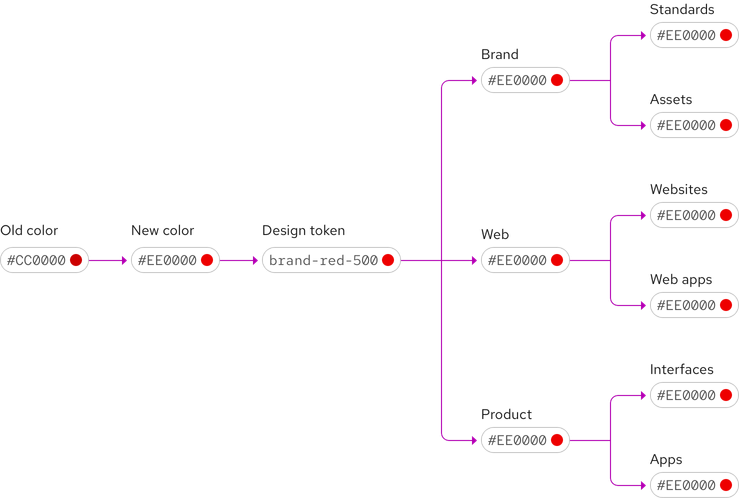 Standards
#EE0000
Brand
#EE0000
Assets
#EE0000
Websites
#EE0000
Old color
#CC0000
New color
#EE0000
Design token
brand-red-500
Web
#EE0000
Web apps
#EE0000
Interfaces
#EE0000
Product
#EE0000
Apps
#EE0000